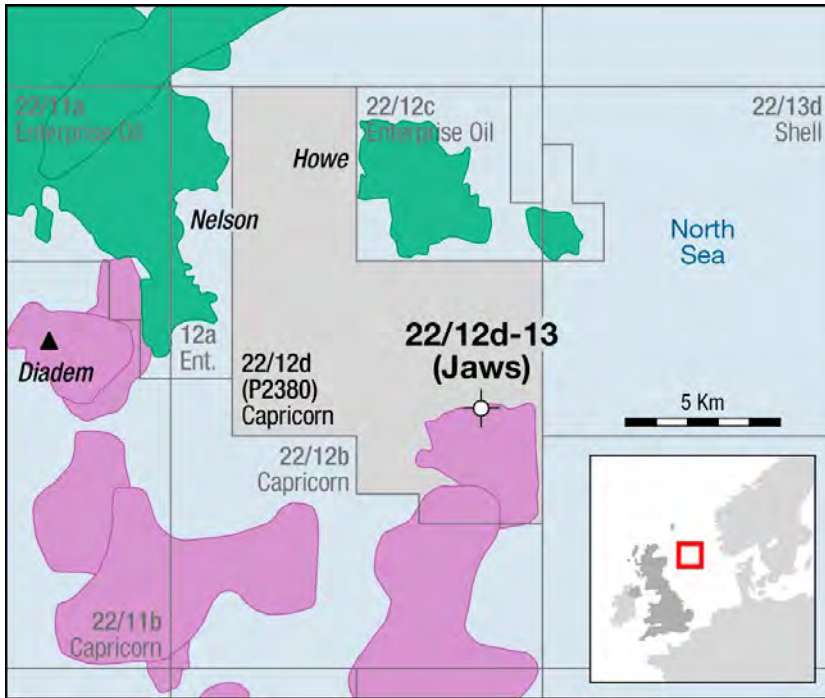 22/11a
Enterprise Oil
22/12c
Enterprise Oil
22/13d
Shell
Howe
Nelson
North
Sea
12a
Ent.
22/12d-13
(Jaws)
Diadem
22/12d
(P2380)
Capricorn
5 Km
22/12b
Capricorn
22/11b
Capricorn